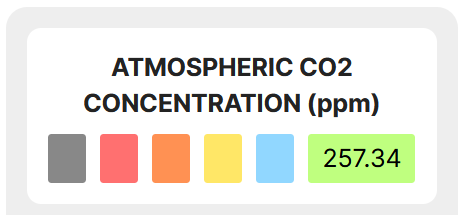 ATMOSPHERIC CO2
CONCENTRATION (ppm)
257.34